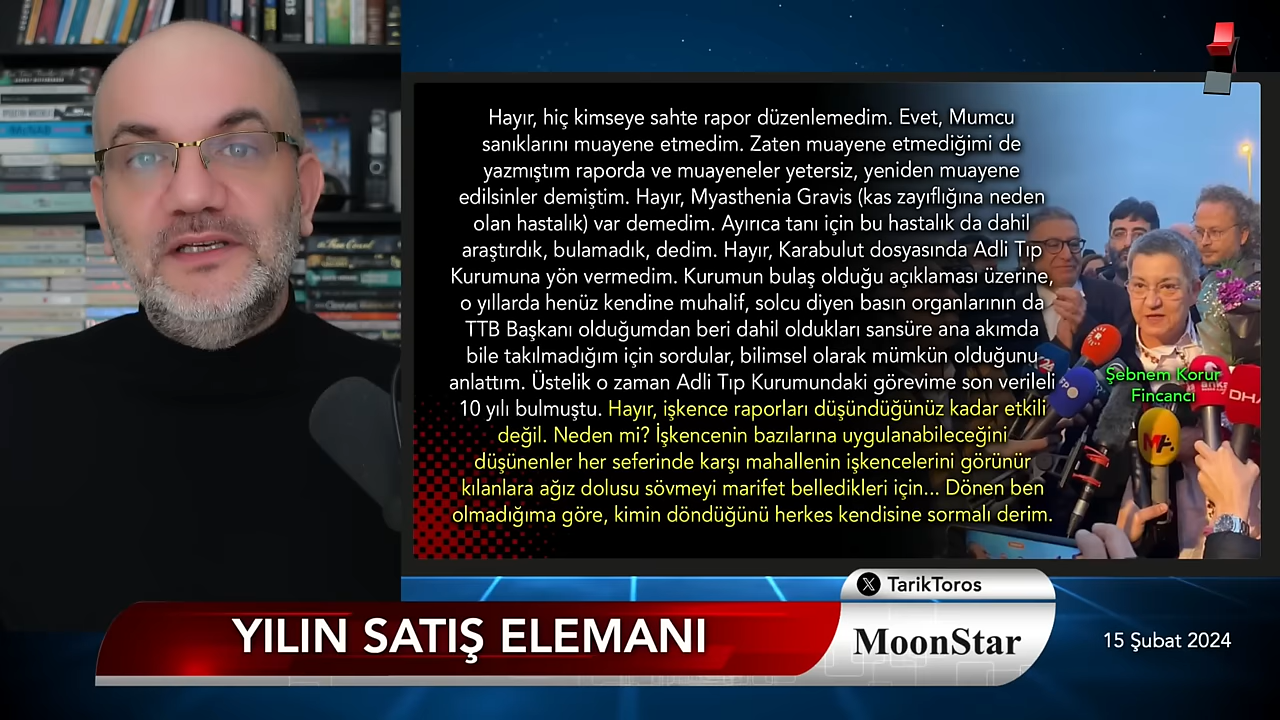 Hayır, hiç kimseye sahte rapor düzenlemedim. Evet, Mumcu
sanıklarını muayene etmedim. Zaten muayene etmediğimi de
yazmıştım raporda ve muayeneler yetersiz, yeniden muayene
edilsinler demiştim. Hayır, Myasthenia Gravis (kas zayıflığına neden
olan hastalık) var demedim. Ayırıca tanı için bu hastalık da dahil
araştırdık, bulamadık, dedim. Hayır, Karabulut dosyasında Adli Tıp
Kurumuna yön vermedim. Kurumun bulaş olduğu açıklaması üzerine,
o yıllarda henüz kendine muhalif, solcu diyen basın organlarının da
TTB Başkanı olduğumdan beri dahil oldukları sansüre ana akımda
bile takılmadığım için sordular, bilimsel olarak mümkün olduğunu
anlattım. Üstelik o zaman Adli Tıp Kurumundaki görevime son verileli
10 yılı bulmuştu. Hayır, işkence raporları düşündüğünüz kadar etkili
değil. Neden mi? İşkencenin bazılarına uygulanabileceğini
düşünenler her seferinde karşı mahallenin işkencelerini görünür
kılanlara ağız dolusu sövmeyi marifet belledikleri için... Dönen ben
olmadığıma göre, kimin döndüğünü herkes kendisine sormalı derim.
Şebnem Korur
Fincancı
24
DHA
TarikToros
YILIN SATIŞ ELEMANI
MoonStar
15 Şubat 2024